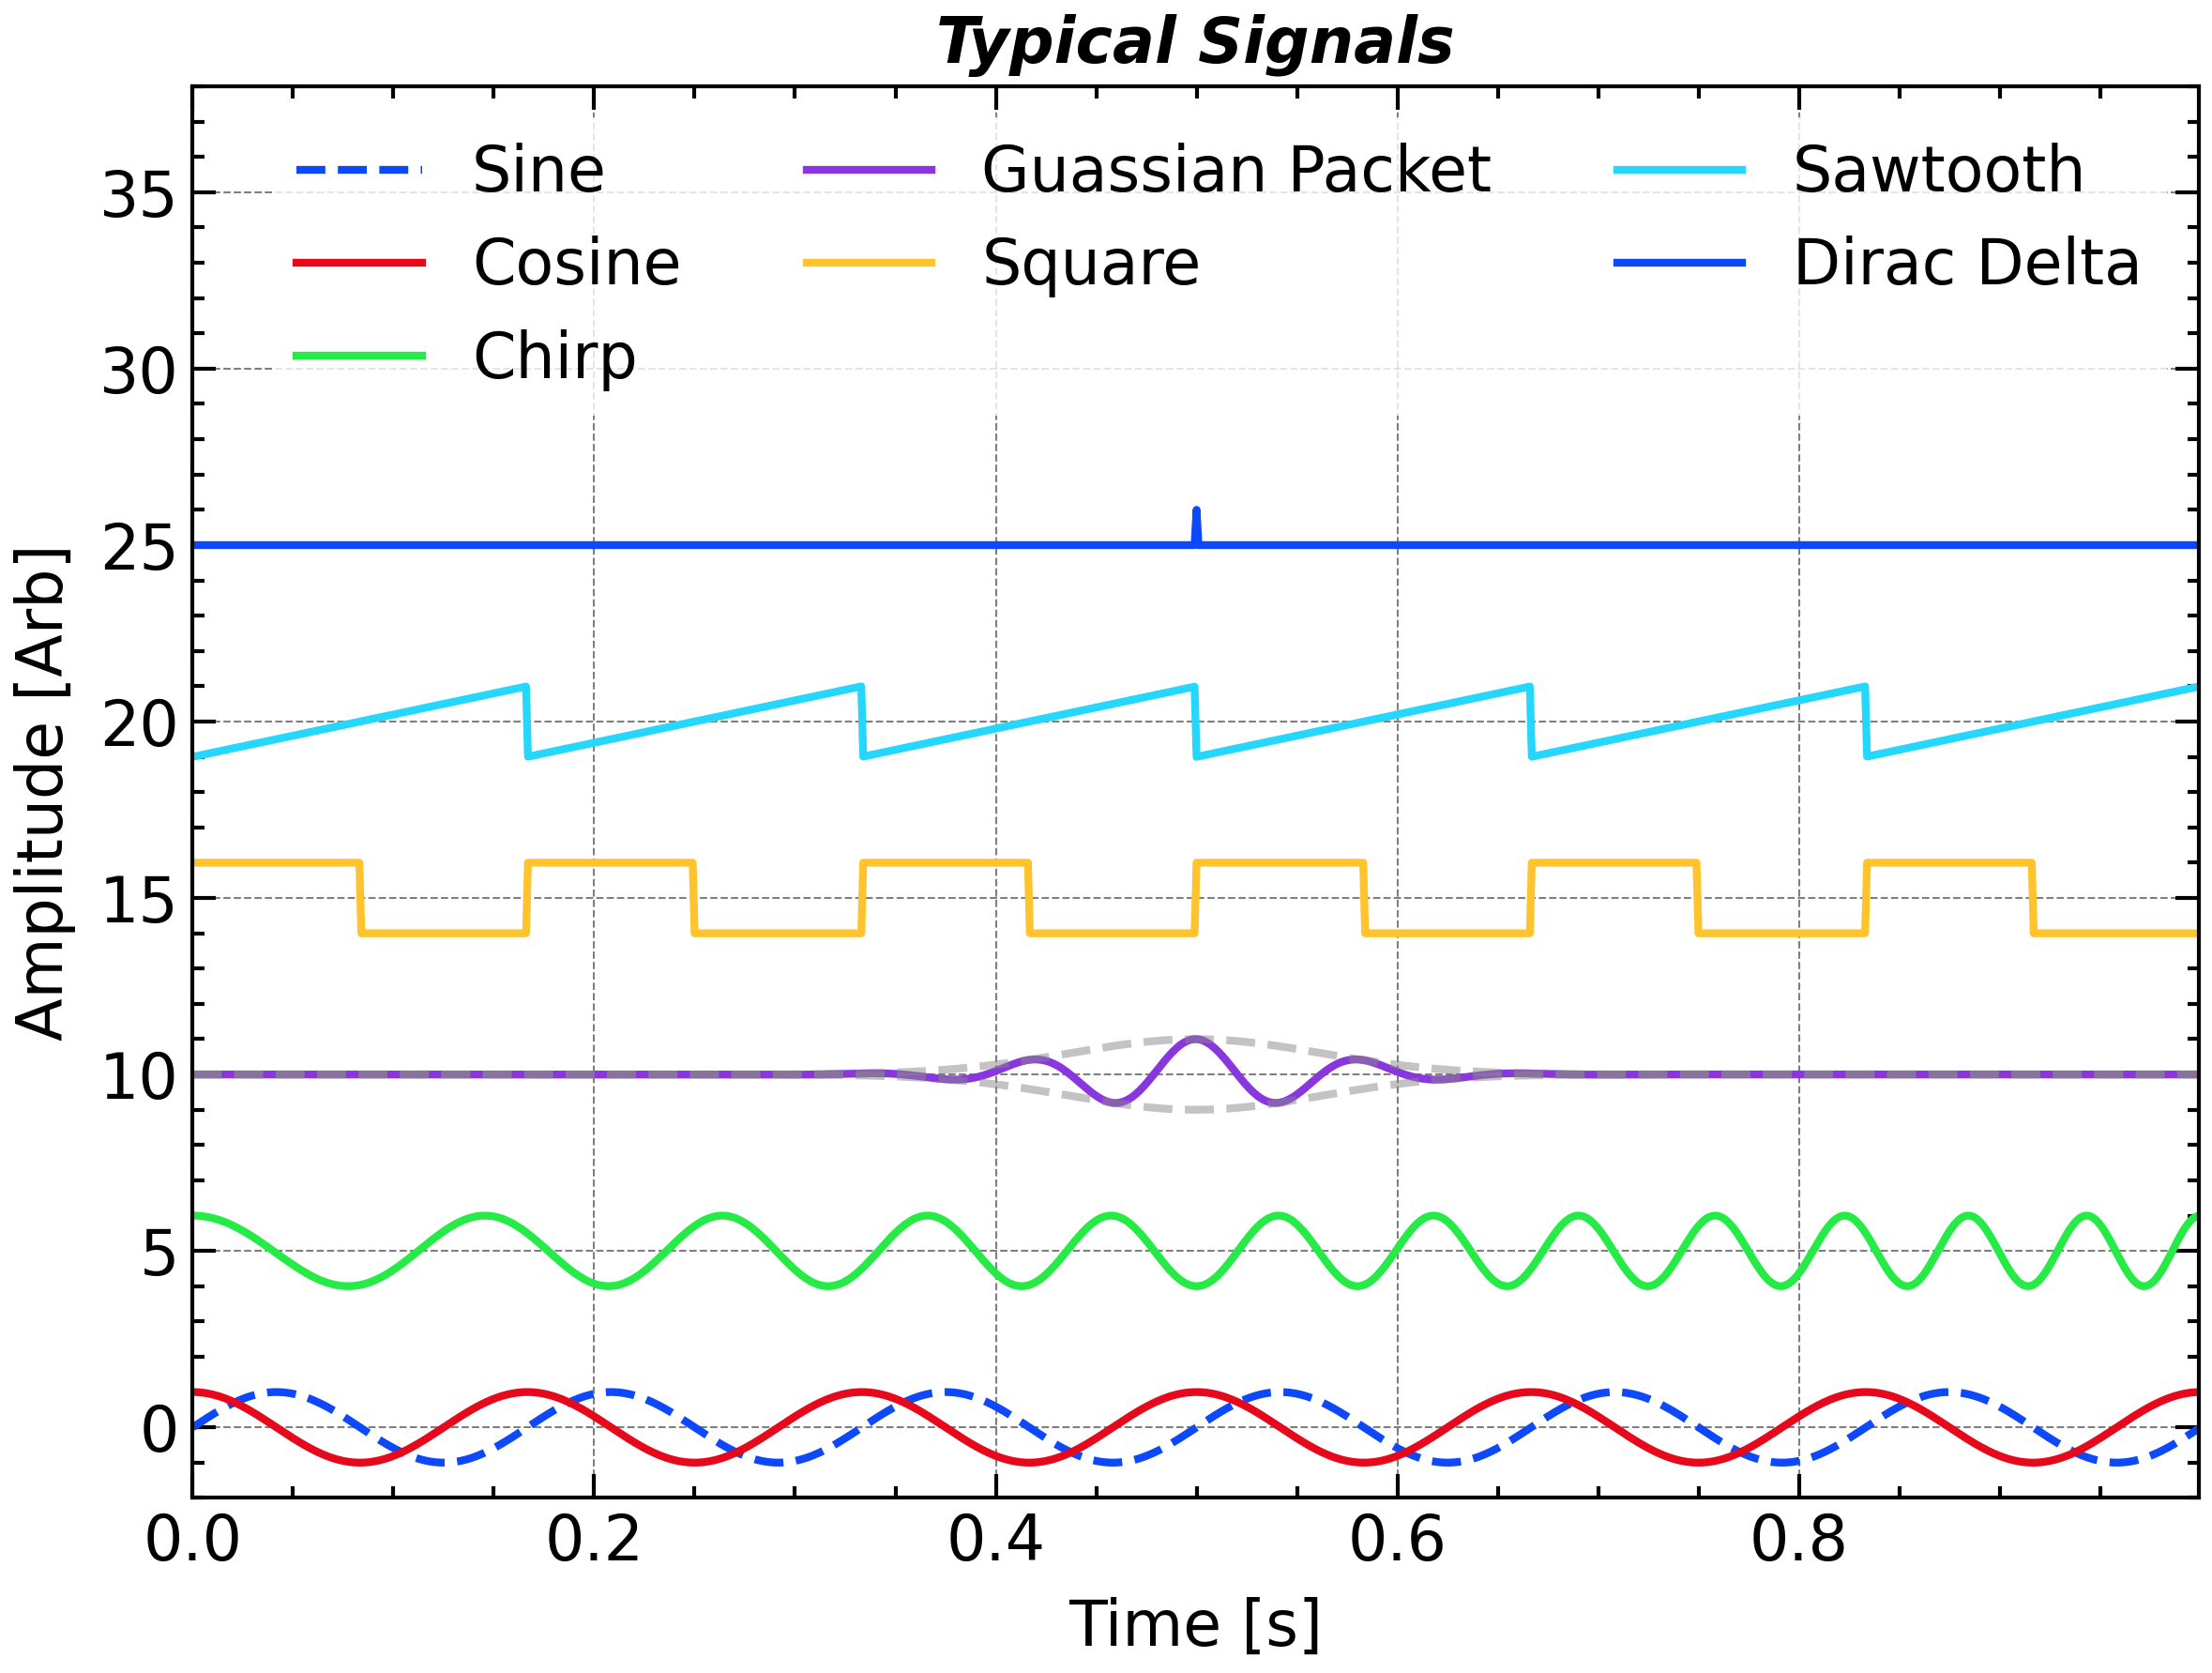 Typical Signals
Sine
Cosine
Chirp
Guassian Packet
Square
Sawtooth
Dirac Delta
Amplitude [Arb]
35
30
25
20
15
10
5
0
0.0 0.2 0.4 0.6 0.8
Time [s]